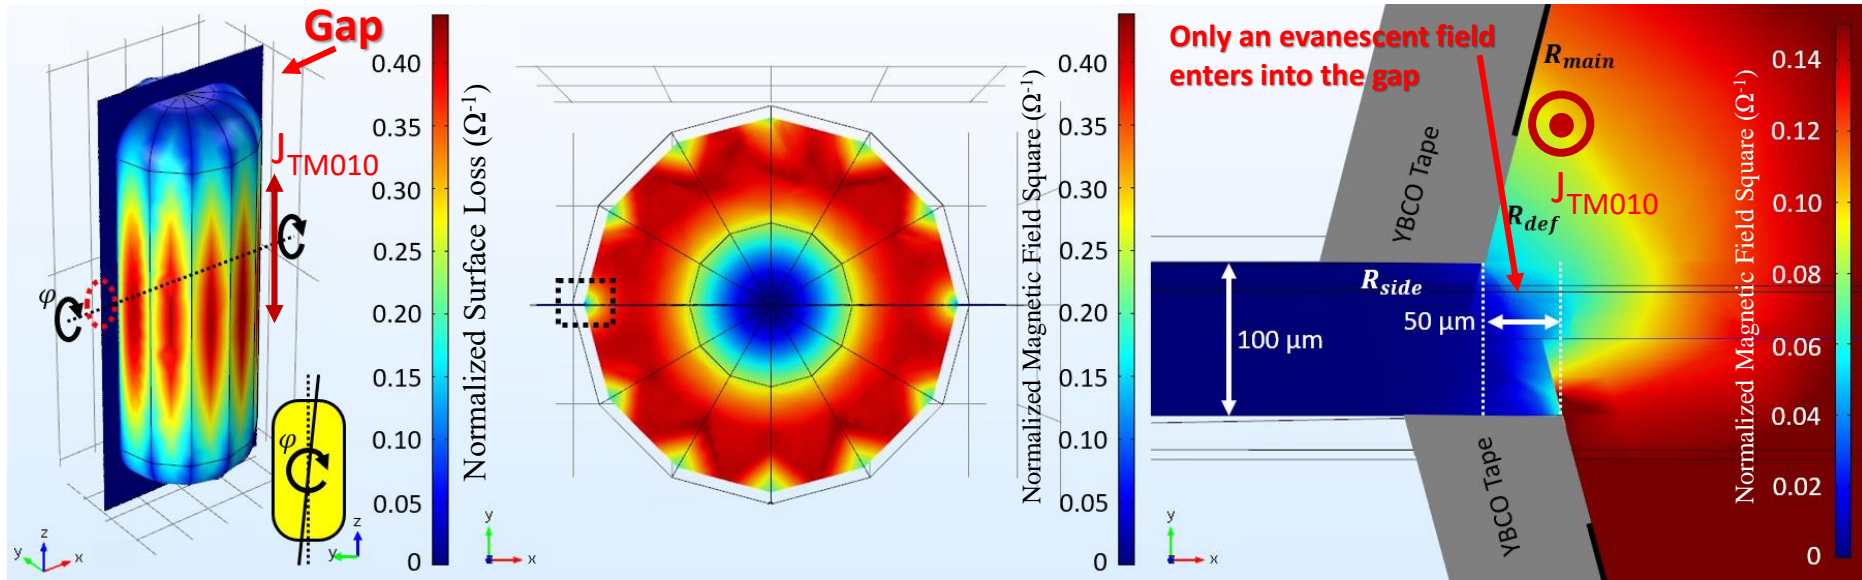 Gap
J_TM010
φ
φ
y z x
z y
0.40
0.35
0.30
0.25
0.20
0.15
0.10
0.05
0
Normalized Surface Loss (Ω⁻¹)
y x
0.40
0.35
0.30
0.25
0.20
0.15
0.10
0.05
0
Normalized Magnetic Field Square (Ω⁻¹)
Only an evanescent field
enters into the gap
YBCO Tape
R_main
J_TM010
R_def
R_side
50 μm
100 μm
YBCO Tape
y x
0.14
0.12
0.10
0.08
0.06
0.04
0.02
0
Normalized Magnetic Field Square (Ω⁻¹)